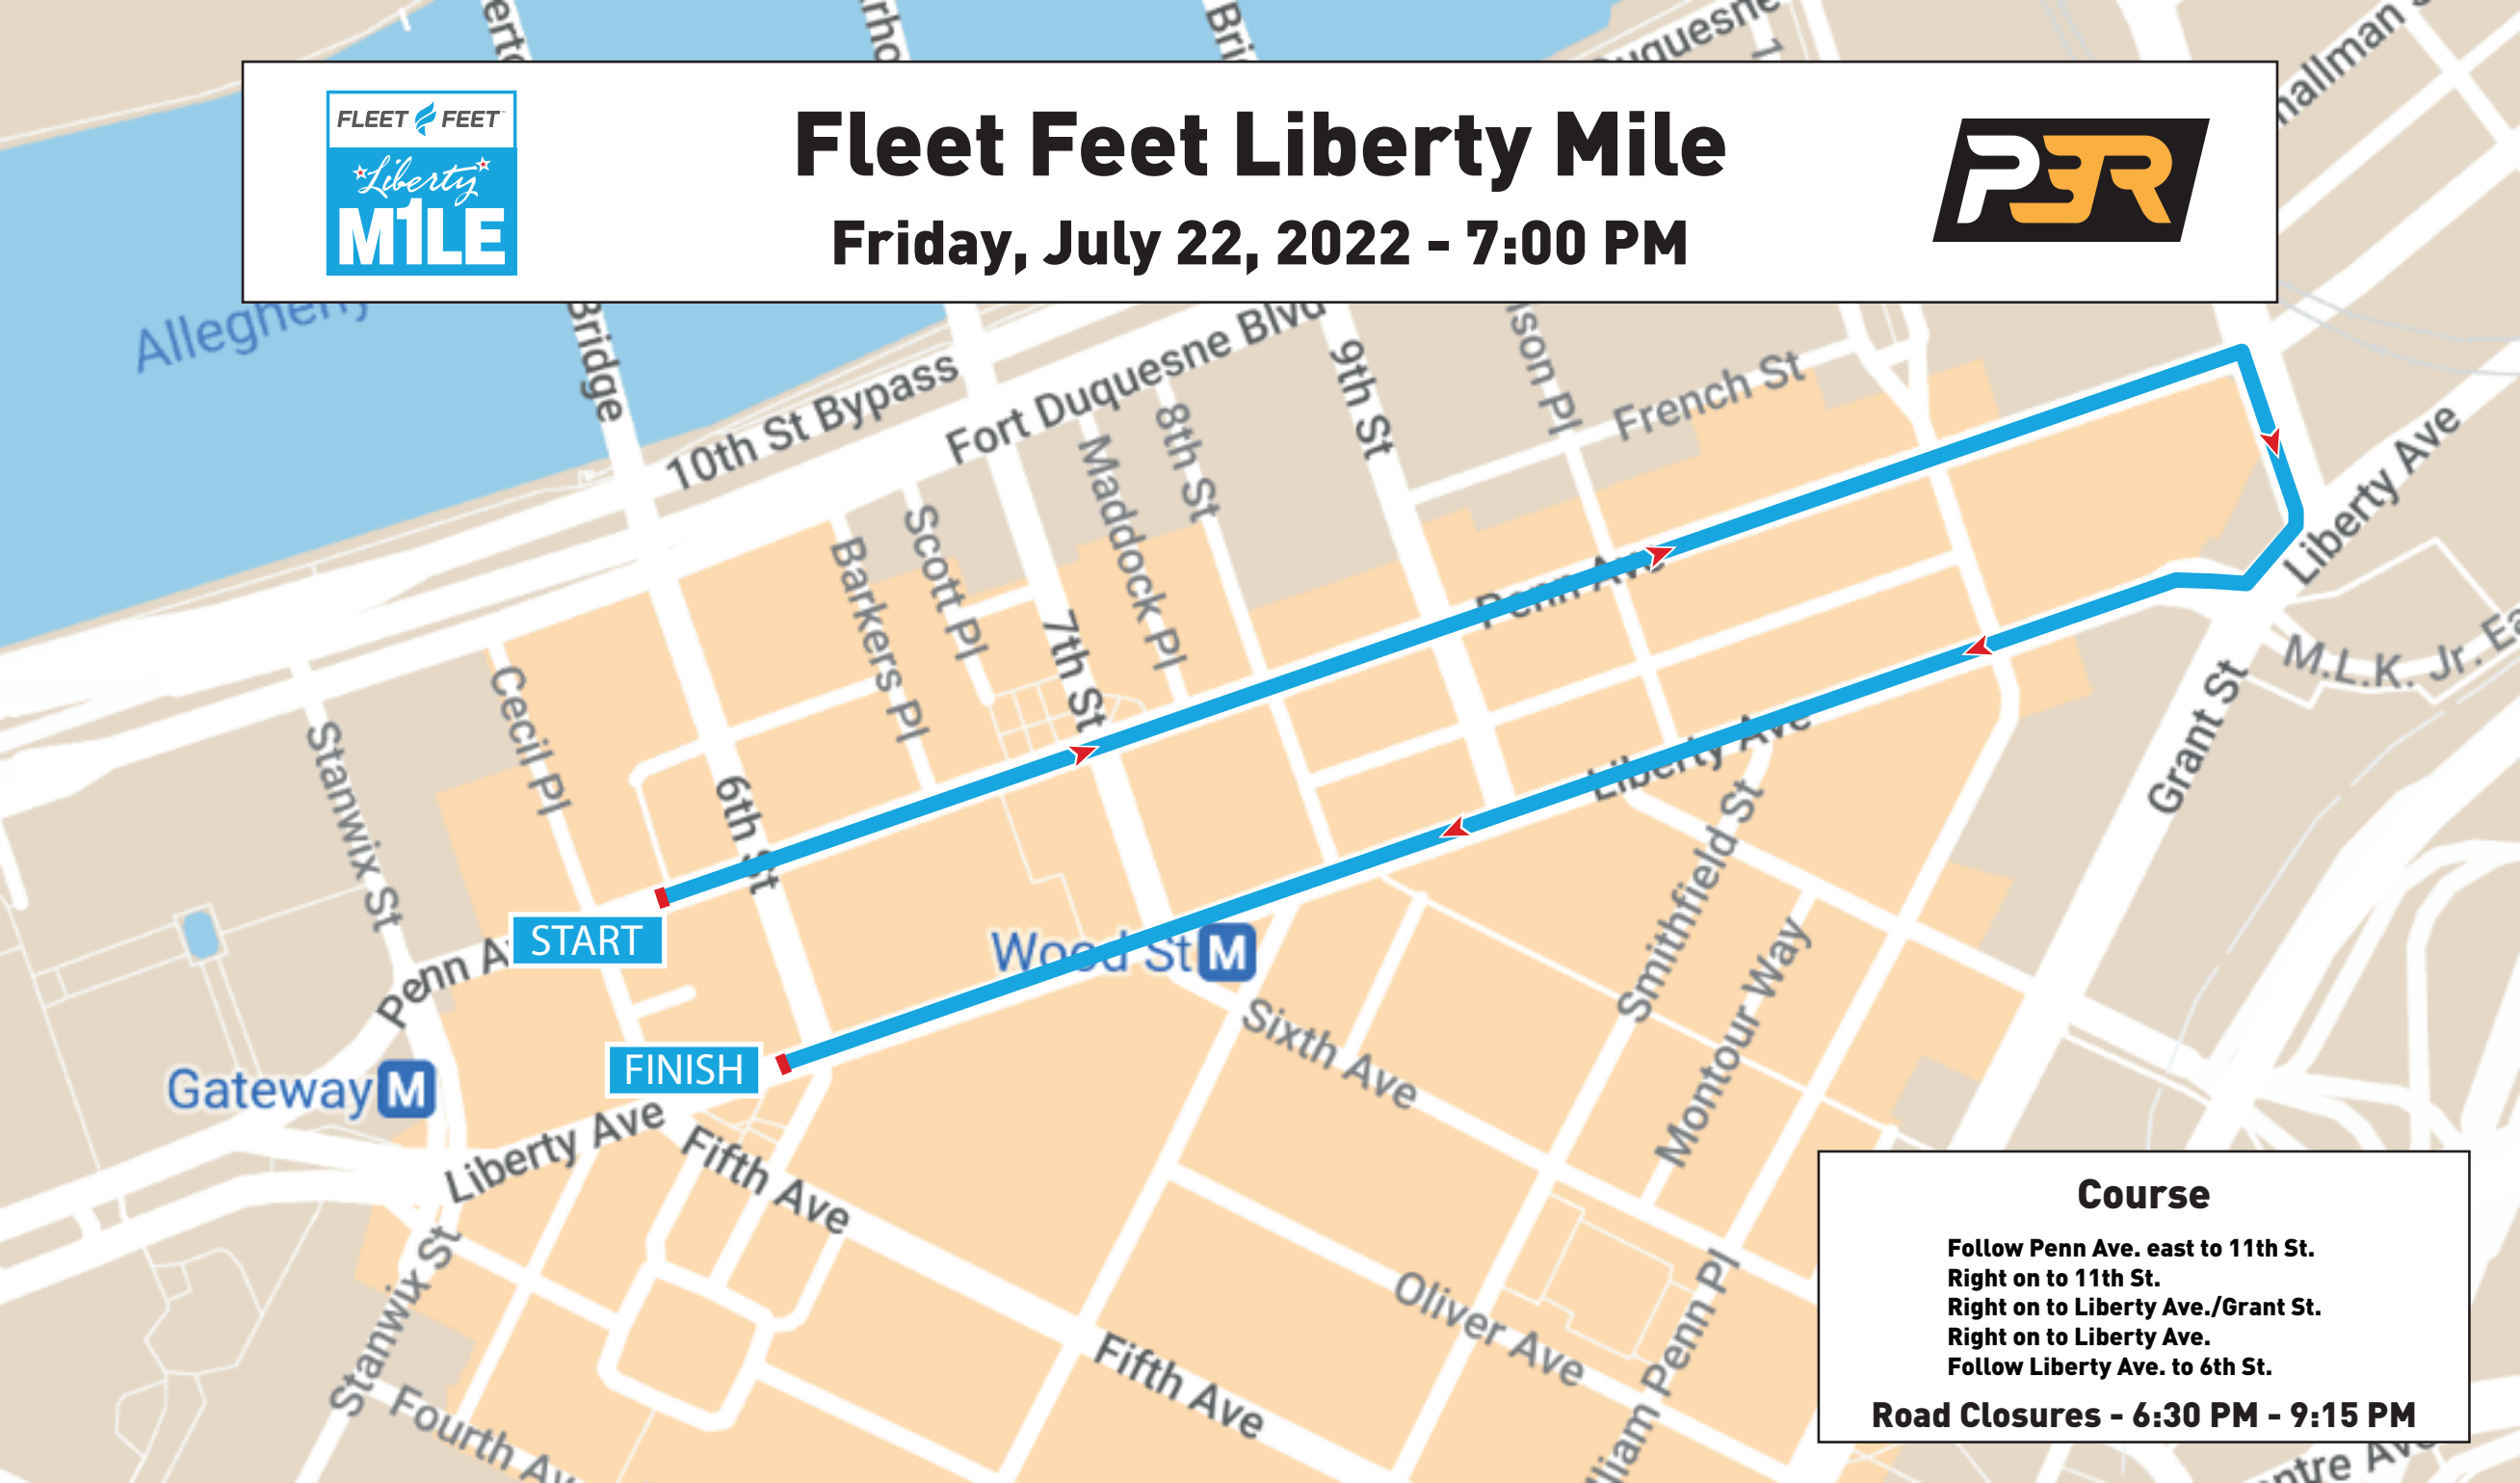 FLEET FEET
Liberty
M1LE
Fleet Feet Liberty Mile
Friday, July 22, 2022 - 7:00 PM
P3R
Bridge
10th St Bypass
Fort Duquesne Blvd
9th St
French St
8th St
Maddock Pl
Scott Pl
Barkers Pl
7th St
Cecil Pl
Stanwix St
6th St
Penn Ave
Liberty Ave
Liberty Ave
M.L.K. Jr.
Grant St
Smithfield St
Montour Way
START
Penn
Wood St M
Sixth Ave
FINISH
Gateway M
Liberty Ave
Fifth Ave
Stanwix St
Fourth
Fifth Ave
Oliver Ave
Penn Pl
Course
Follow Penn Ave. east to 11th St.
Right on to 11th St.
Right on to Liberty Ave./Grant St.
Right on to Liberty Ave.
Follow Liberty Ave. to 6th St.
Road Closures - 6:30 PM - 9:15 PM